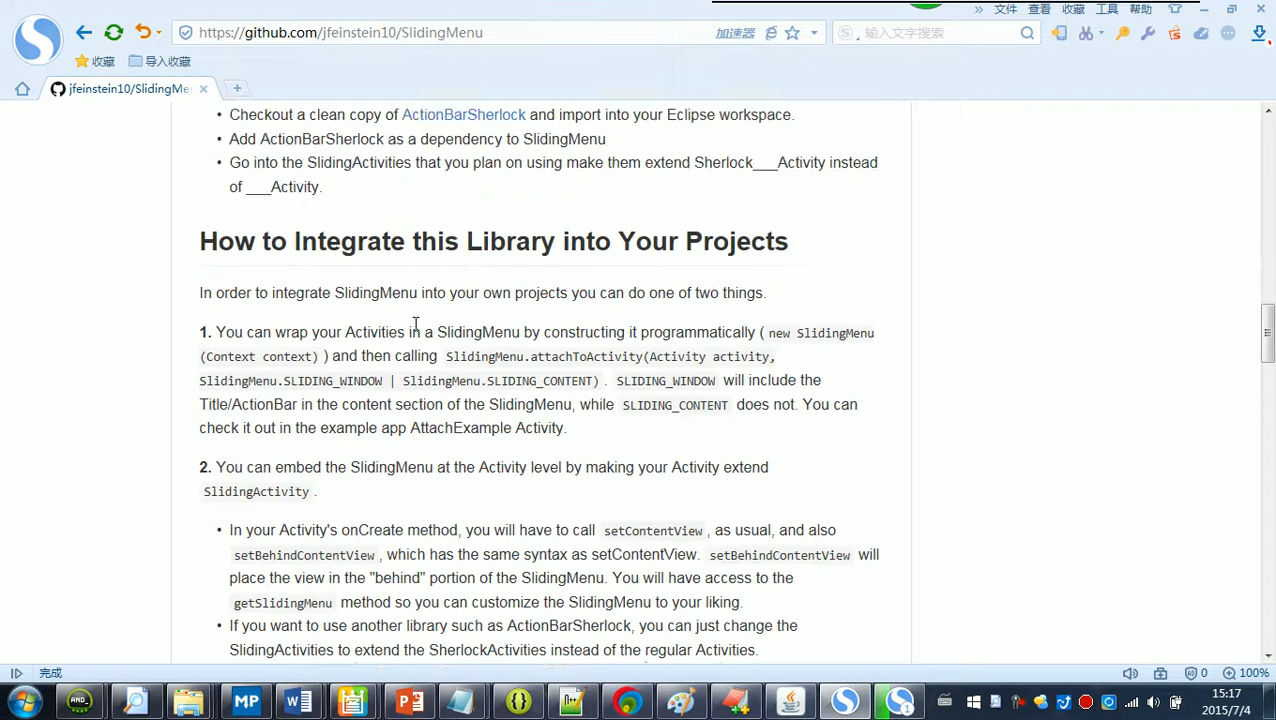 » 文件 查看 收藏 工具 帮助
https://github.com/jfeinstein10/SlidingMenu 加速器 输入文字搜索
收藏 导入收藏
jfeinstein10/SlidingMe
Checkout a clean copy of ActionBarSherlock and import into your Eclipse workspace.
Add ActionBarSherlock as a dependency to SlidingMenu
Go into the SlidingActivities that you plan on using make them extend Sherlock___Activity instead
of ___Activity.
How to Integrate this Library into Your Projects
In order to integrate SlidingMenu into your own projects you can do one of two things.
1. You can wrap your Activities in a SlidingMenu by constructing it programmatically ( new SlidingMenu
(Context context) ) and then calling SlidingMenu.attachToActivity(Activity activity,
SlidingMenu.SLIDING_WINDOW | SlidingMenu.SLIDING_CONTENT) . SLIDING_WINDOW will include the
Title/ActionBar in the content section of the SlidingMenu, while SLIDING_CONTENT does not. You can
check it out in the example app AttachExample Activity.
2. You can embed the SlidingMenu at the Activity level by making your Activity extend
SlidingActivity .
In your Activity's onCreate method, you will have to call setContentView , as usual, and also
setBehindContentView , which has the same syntax as setContentView. setBehindContentView will
place the view in the "behind" portion of the SlidingMenu. You will have access to the
getSlidingMenu method so you can customize the SlidingMenu to your liking.
If you want to use another library such as ActionBarSherlock, you can just change the
SlidingActivities to extend the SherlockActivities instead of the regular Activities.
完成 0 100%
AND_ MP W P 1 15:17
2015/7/4